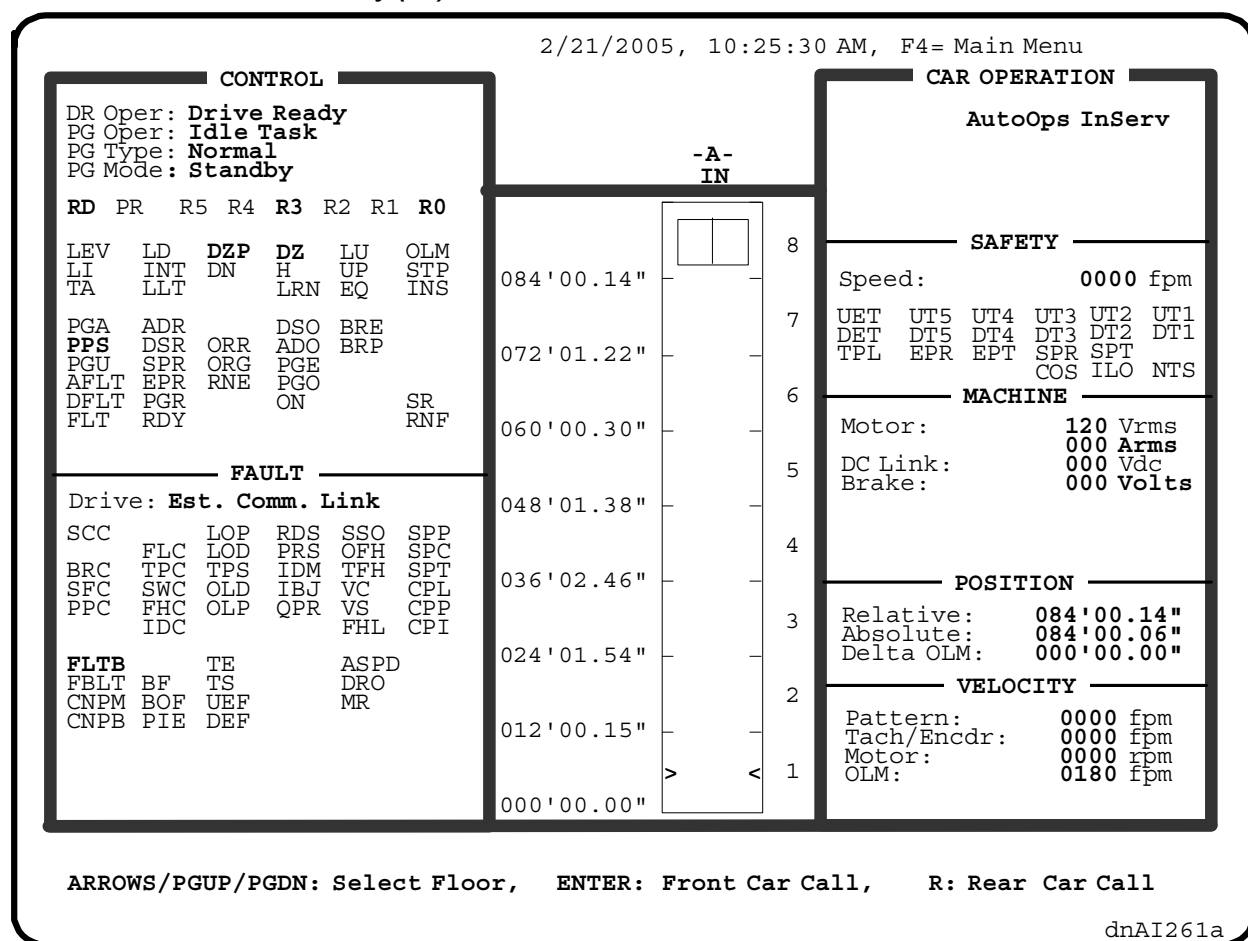 2/21/2005, 10:25:30 AM, F4= Main Menu
CONTROL
DR Oper: Drive Ready
PG Oper: Idle Task
PG Type: Normal
PG Mode: Standby
RD PR R5 R4 R3 R2 R1 R0
LEV LD DZP DZ LU OLM
LI INT DN H UP STP
TA LLT LRN EQ INS
PGA ADR DSO BRE
PPS DSR ORR ADO BRP
PGU SPR ORG PGE
AFLT EPR RNE PGO
DFLT PGR ON SR
FLT RDY RNF
FAULT
Drive: Est. Comm. Link
SCC LOP RDS SSO SPP
FLC LOD PRS OFH SPC
BRC TPC TPS IDM TFH SPT
SFC SWC OLD IBJ VC CPL
PPC FHC OLP QPR VS CPP
IDC FHL CPI
FLTB TE ASPD
FBLT BF TS DRO
CNPM BOF UEF MR
CNPB PIE DEF
-A-
IN
8
084'00.14"
7
072'01.22"
6
060'00.30"
5
048'01.38"
4
036'02.46"
3
024'01.54"
2
012'00.15"
> < 1
000'00.00"
CAR OPERATION
AutoOps InServ
SAFETY
Speed: 0000 fpm
UET UT5 UT4 UT3 UT2 UT1
DET DT5 DT4 DT3 DT2 DT1
TPL EPR EPT SPR SPT
COS ILO NTS
MACHINE
Motor: 120 Vrms
000 Arms
DC Link: 000 Vdc
Brake: 000 Volts
POSITION
Relative: 084'00.14"
Absolute: 084'00.06"
Delta OLM: 000'00.00"
VELOCITY
Pattern: 0000 fpm
Tach/Encdr: 0000 fpm
Motor: 0000 rpm
OLM: 0180 fpm
ARROWS/PGUP/PGDN: Select Floor, ENTER: Front Car Call, R: Rear Car Call
dnAI261a